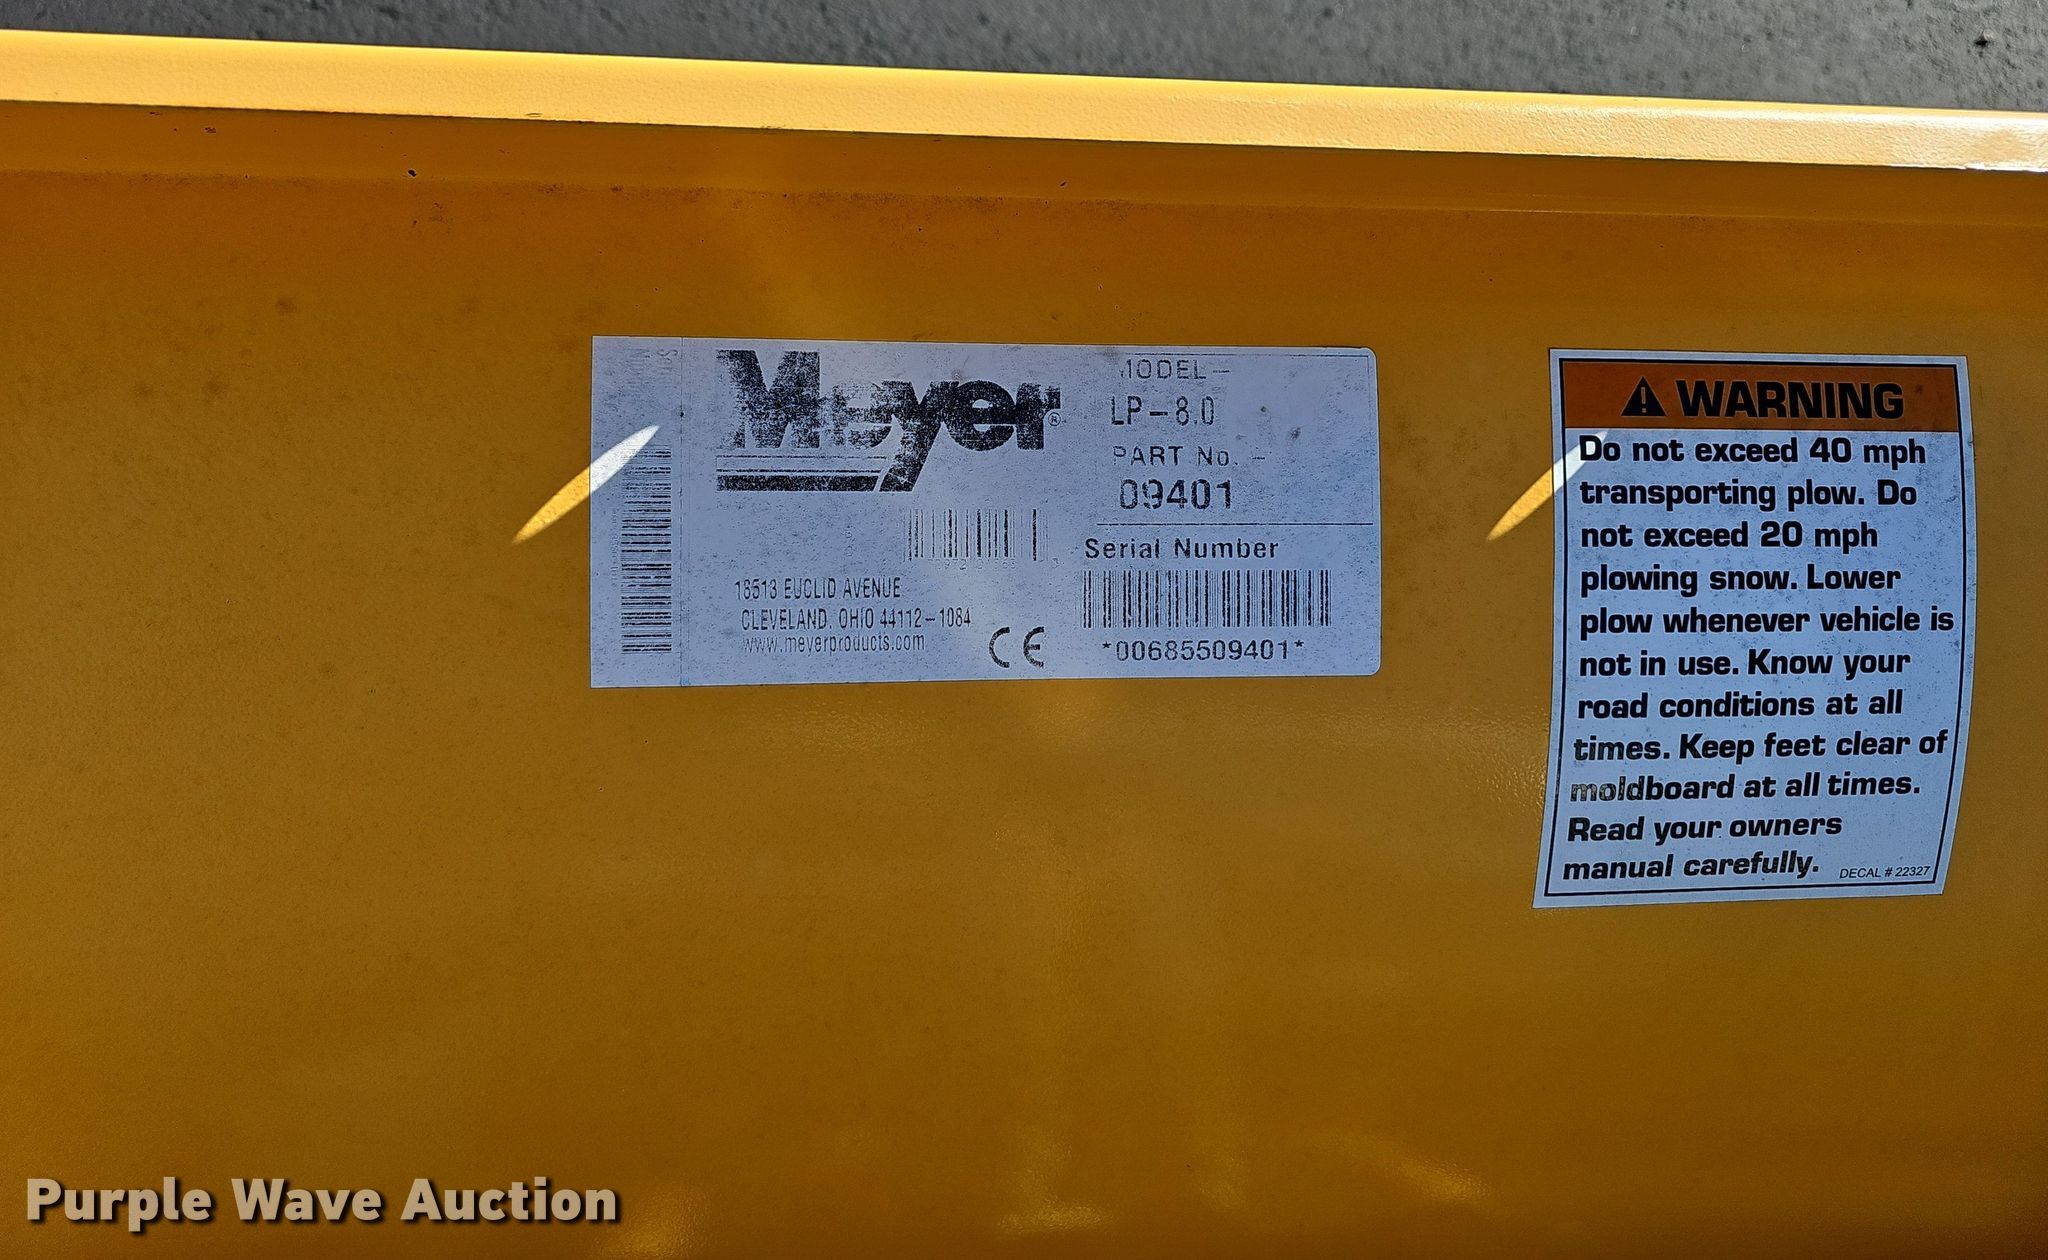 Meyer®
MODEL-
LP-8.0
PART No. -
09401
Serial Number
*00685509401*
18513 EUCLID AVENUE
CLEVELAND, OHIO 44112-1084
www.meyerproducts.com
CE
WARNING
Do not exceed 40 mph
transporting plow. Do
not exceed 20 mph
plowing snow. Lower
plow whenever vehicle is
not in use. Know your
road conditions at all
times. Keep feet clear of
moldboard at all times.
Read your owners
manual carefully.
DECAL # 22327
Purple Wave Auction